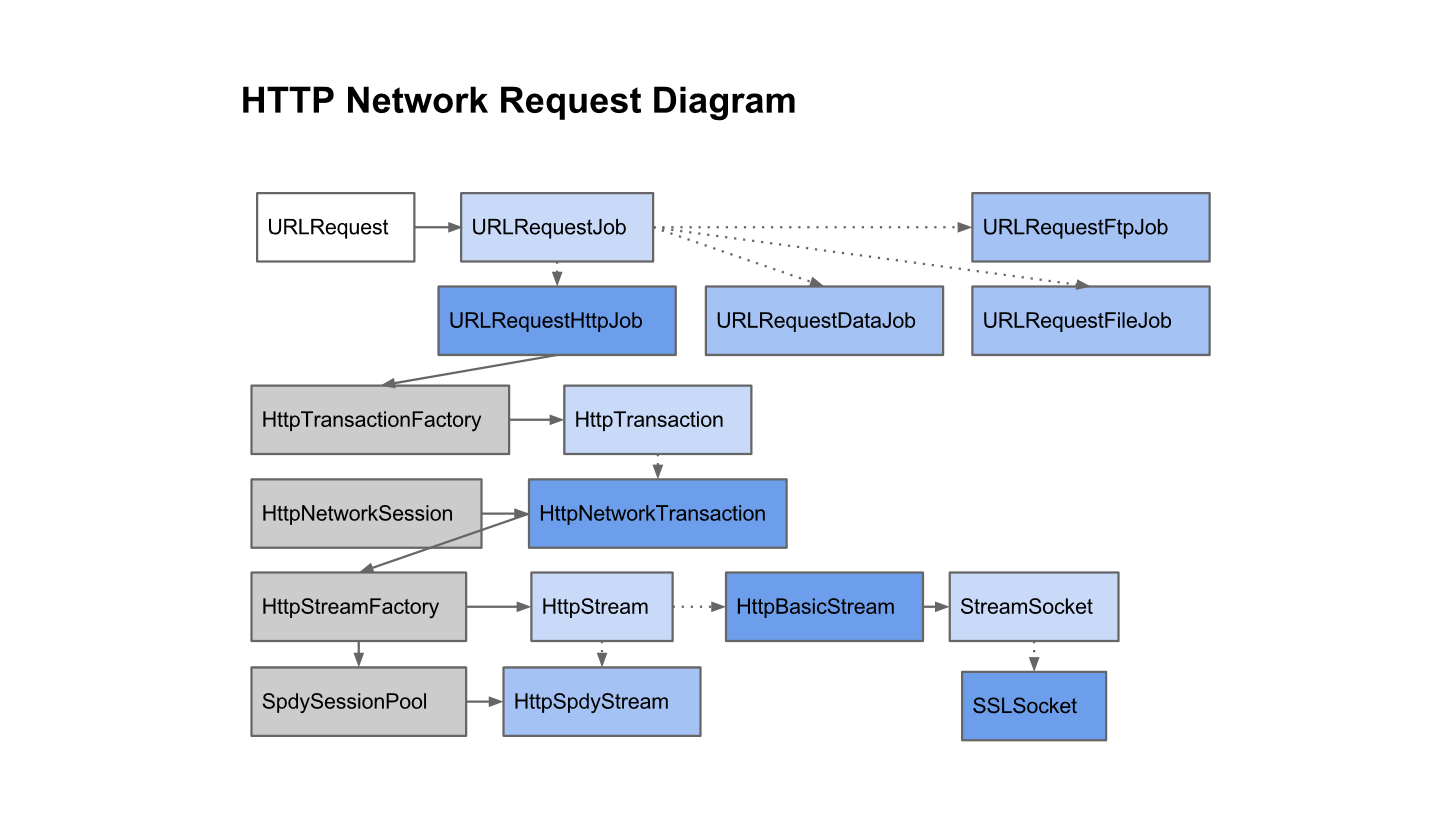 HTTP Network Request Diagram
URLRequest
URLRequestJob
URLRequestFtpJob
URLRequestHttpJob
URLRequestDataJob
URLRequestFileJob
HttpTransactionFactory
HttpTransaction
HttpNetworkSession
HttpNetworkTransaction
HttpStreamFactory
HttpStream
HttpBasicStream
StreamSocket
SpdySessionPool
HttpSpdyStream
SSLSocket